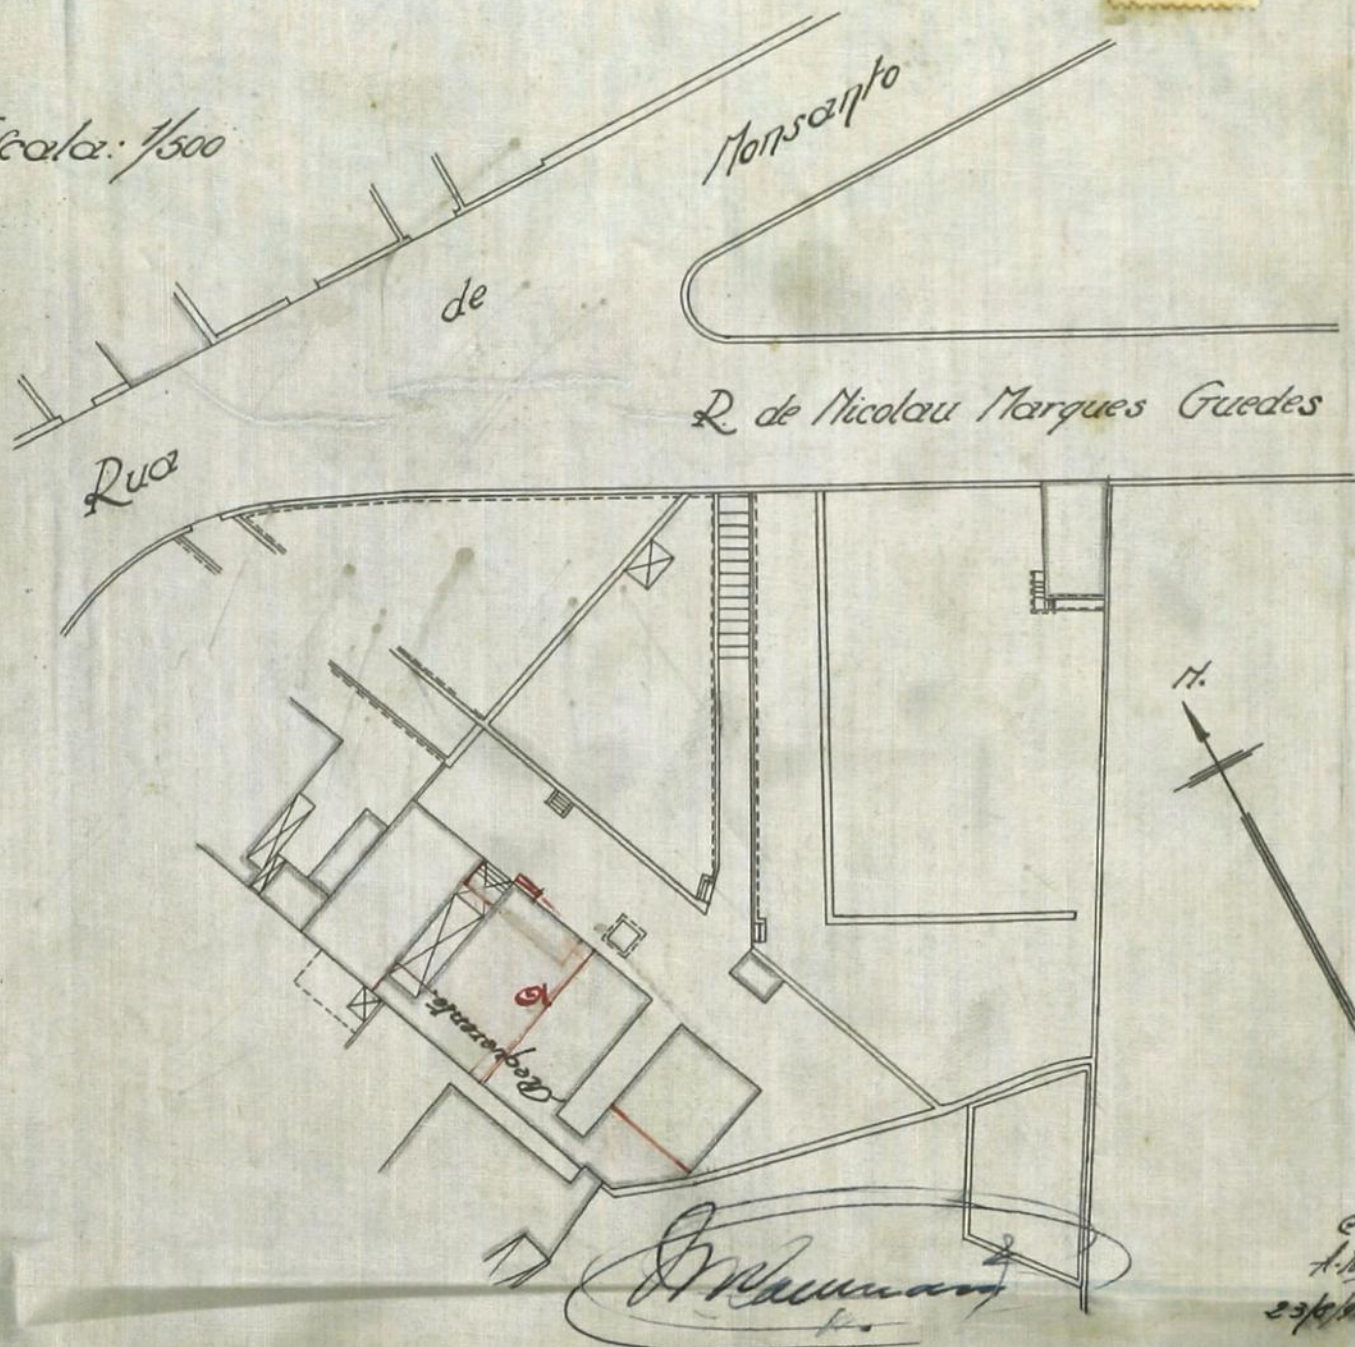 Escala: 1/500
Rua de Monsanto
R. de Nicolau Marques Guedes
N.
Requerente.